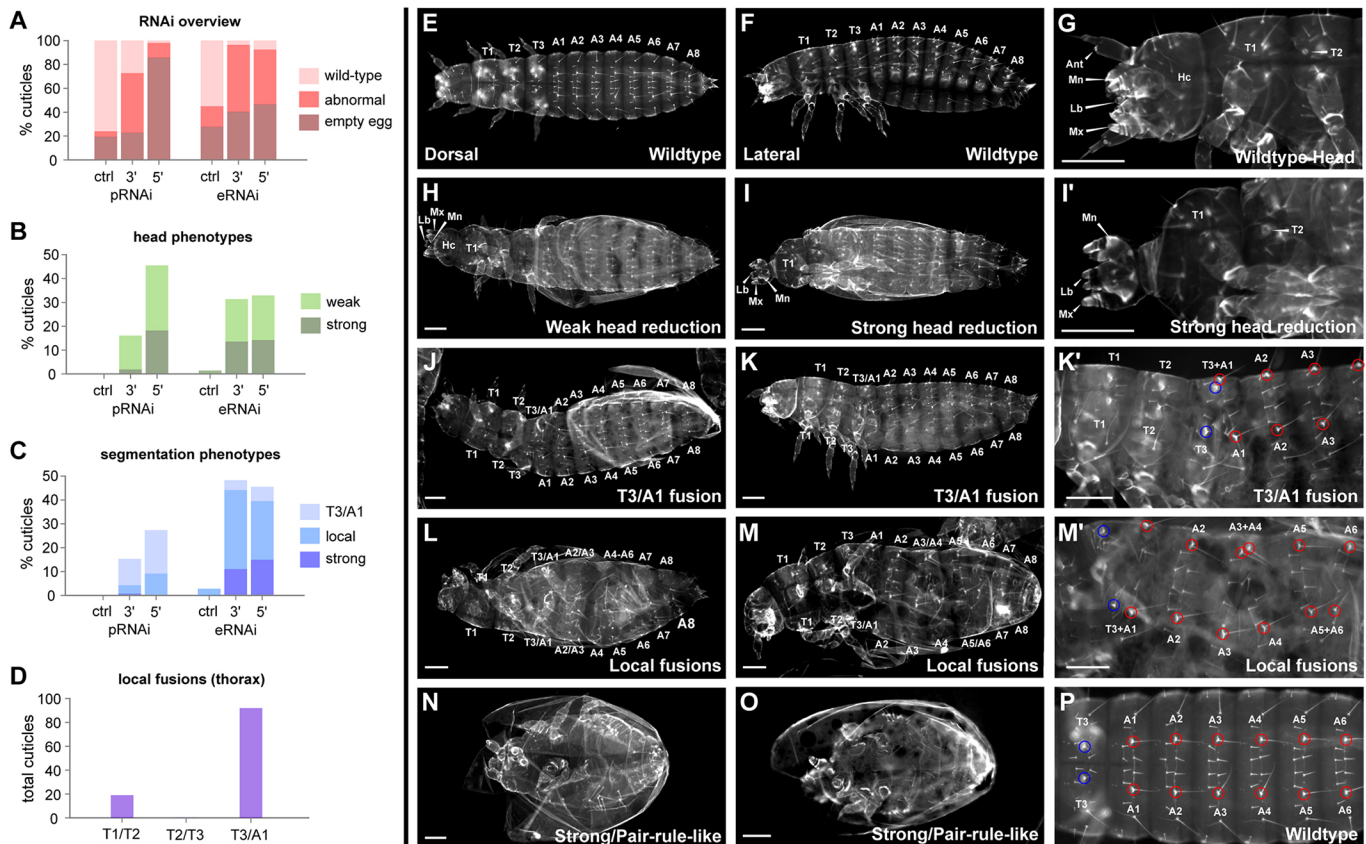 A
RNAi overview
100
80
60
40
20
0
% cuticles
wild-type
abnormal
empty egg
ctrl 3' 5' ctrl 3' 5'
pRNAi eRNAi
B
head phenotypes
50
40
30
20
10
0
% cuticles
weak
strong
ctrl 3' 5' ctrl 3' 5'
pRNAi eRNAi
C
segmentation phenotypes
50
40
30
20
10
0
% cuticles
T3/A1
local
strong
ctrl 3' 5' ctrl 3' 5'
pRNAi eRNAi
D
local fusions (thorax)
100
80
60
40
20
0
total cuticles
T1/T2 T2/T3 T3/A1
E
T1 T2 T3 A1 A2 A3 A4 A5 A6 A7 A8
Dorsal Wildtype
F
T1 T2 T3 A1 A2 A3 A4 A5 A6 A7 A8
Lateral Wildtype
G
Ant
Mn
Lb
Mx
Hc
T1
T2
Wildtype Head
H
Mx
Lb Mn
Hc T1
Weak head reduction
I
T1
Lb
Mx
Mn
Strong head reduction
I'
Mn
T1
T2
Lb
Mx
Strong head reduction
J
T1 T2 T3/A1 A2 A3 A4 A5 A6 A7 A8
T1 T2 T3 A1 A2 A3 A4 A5 A6 A7 A8
T3/A1 fusion
K
T1 T2 T3/A1 A2 A3 A4 A5 A6 A7 A8
T1 T2 T3 A1 A2 A3 A4 A5 A6 A7 A8
T3/A1 fusion
K'
T1 T2 T3+A1 A2 A3
T1 T2 T3 A1 A2 A3
T3/A1 fusion
L
T1 T2 T3/A1 A2/A3 A4-A6 A7 A8
T1 T2 T3/A1 A2/A3 A4 A5 A6 A7 A8
Local fusions
M
T1 T2 T3 A1 A2 A3/A4 A5 A6 A7 A8
T1 T2 T3/A1 A2 A3 A4 A5/A6 A7 A8
Local fusions
M'
A2 A3+A4 A5 A6
T3+A1 A2 A3 A4 A5+A6
Local fusions
N
Strong/Pair-rule-like
O
Strong/Pair-rule-like
P
T3 A1 A2 A3 A4 A5 A6
T3 A1 A2 A3 A4 A5 A6
Wildtype